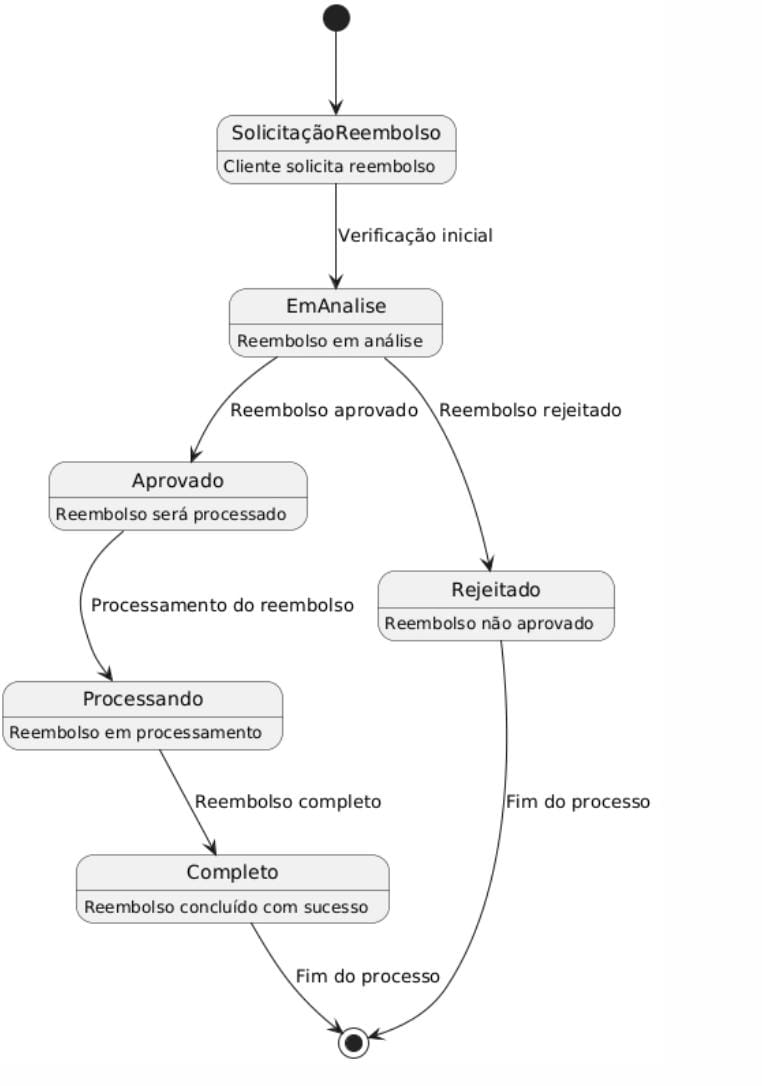 SolicitaçãoReembolso
Cliente solicita reembolso
Verificação inicial
EmAnalise
Reembolso em análise
Reembolso aprovado
Reembolso rejeitado
Aprovado
Reembolso será processado
Rejeitado
Reembolso não aprovado
Processamento do reembolso
Processando
Reembolso em processamento
Reembolso completo
Fim do processo
Completo
Reembolso concluído com sucesso
Fim do processo